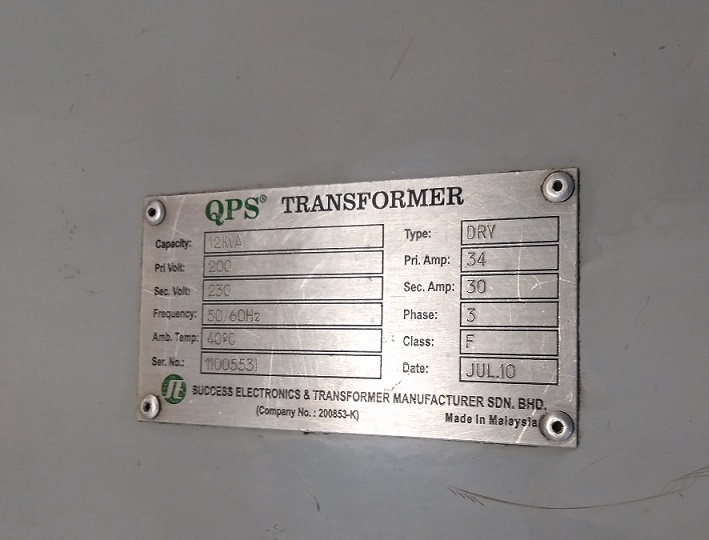 QPS® TRANSFORMER
Capacity: 12KVA Type: DRY
Pri Volt: 200 Pri. Amp: 34
Sec. Volt: 230 Sec. Amp: 30
Frequency: 50/60Hz Phase: 3
Amb. Temp: 40ºC Class: F
Ser. No.: 1100553 Date: JUL.10
SUCCESS ELECTRONICS & TRANSFORMER MANUFACTURER SDN. BHD.
(Company No. : 200853-K) Made In Malaysia